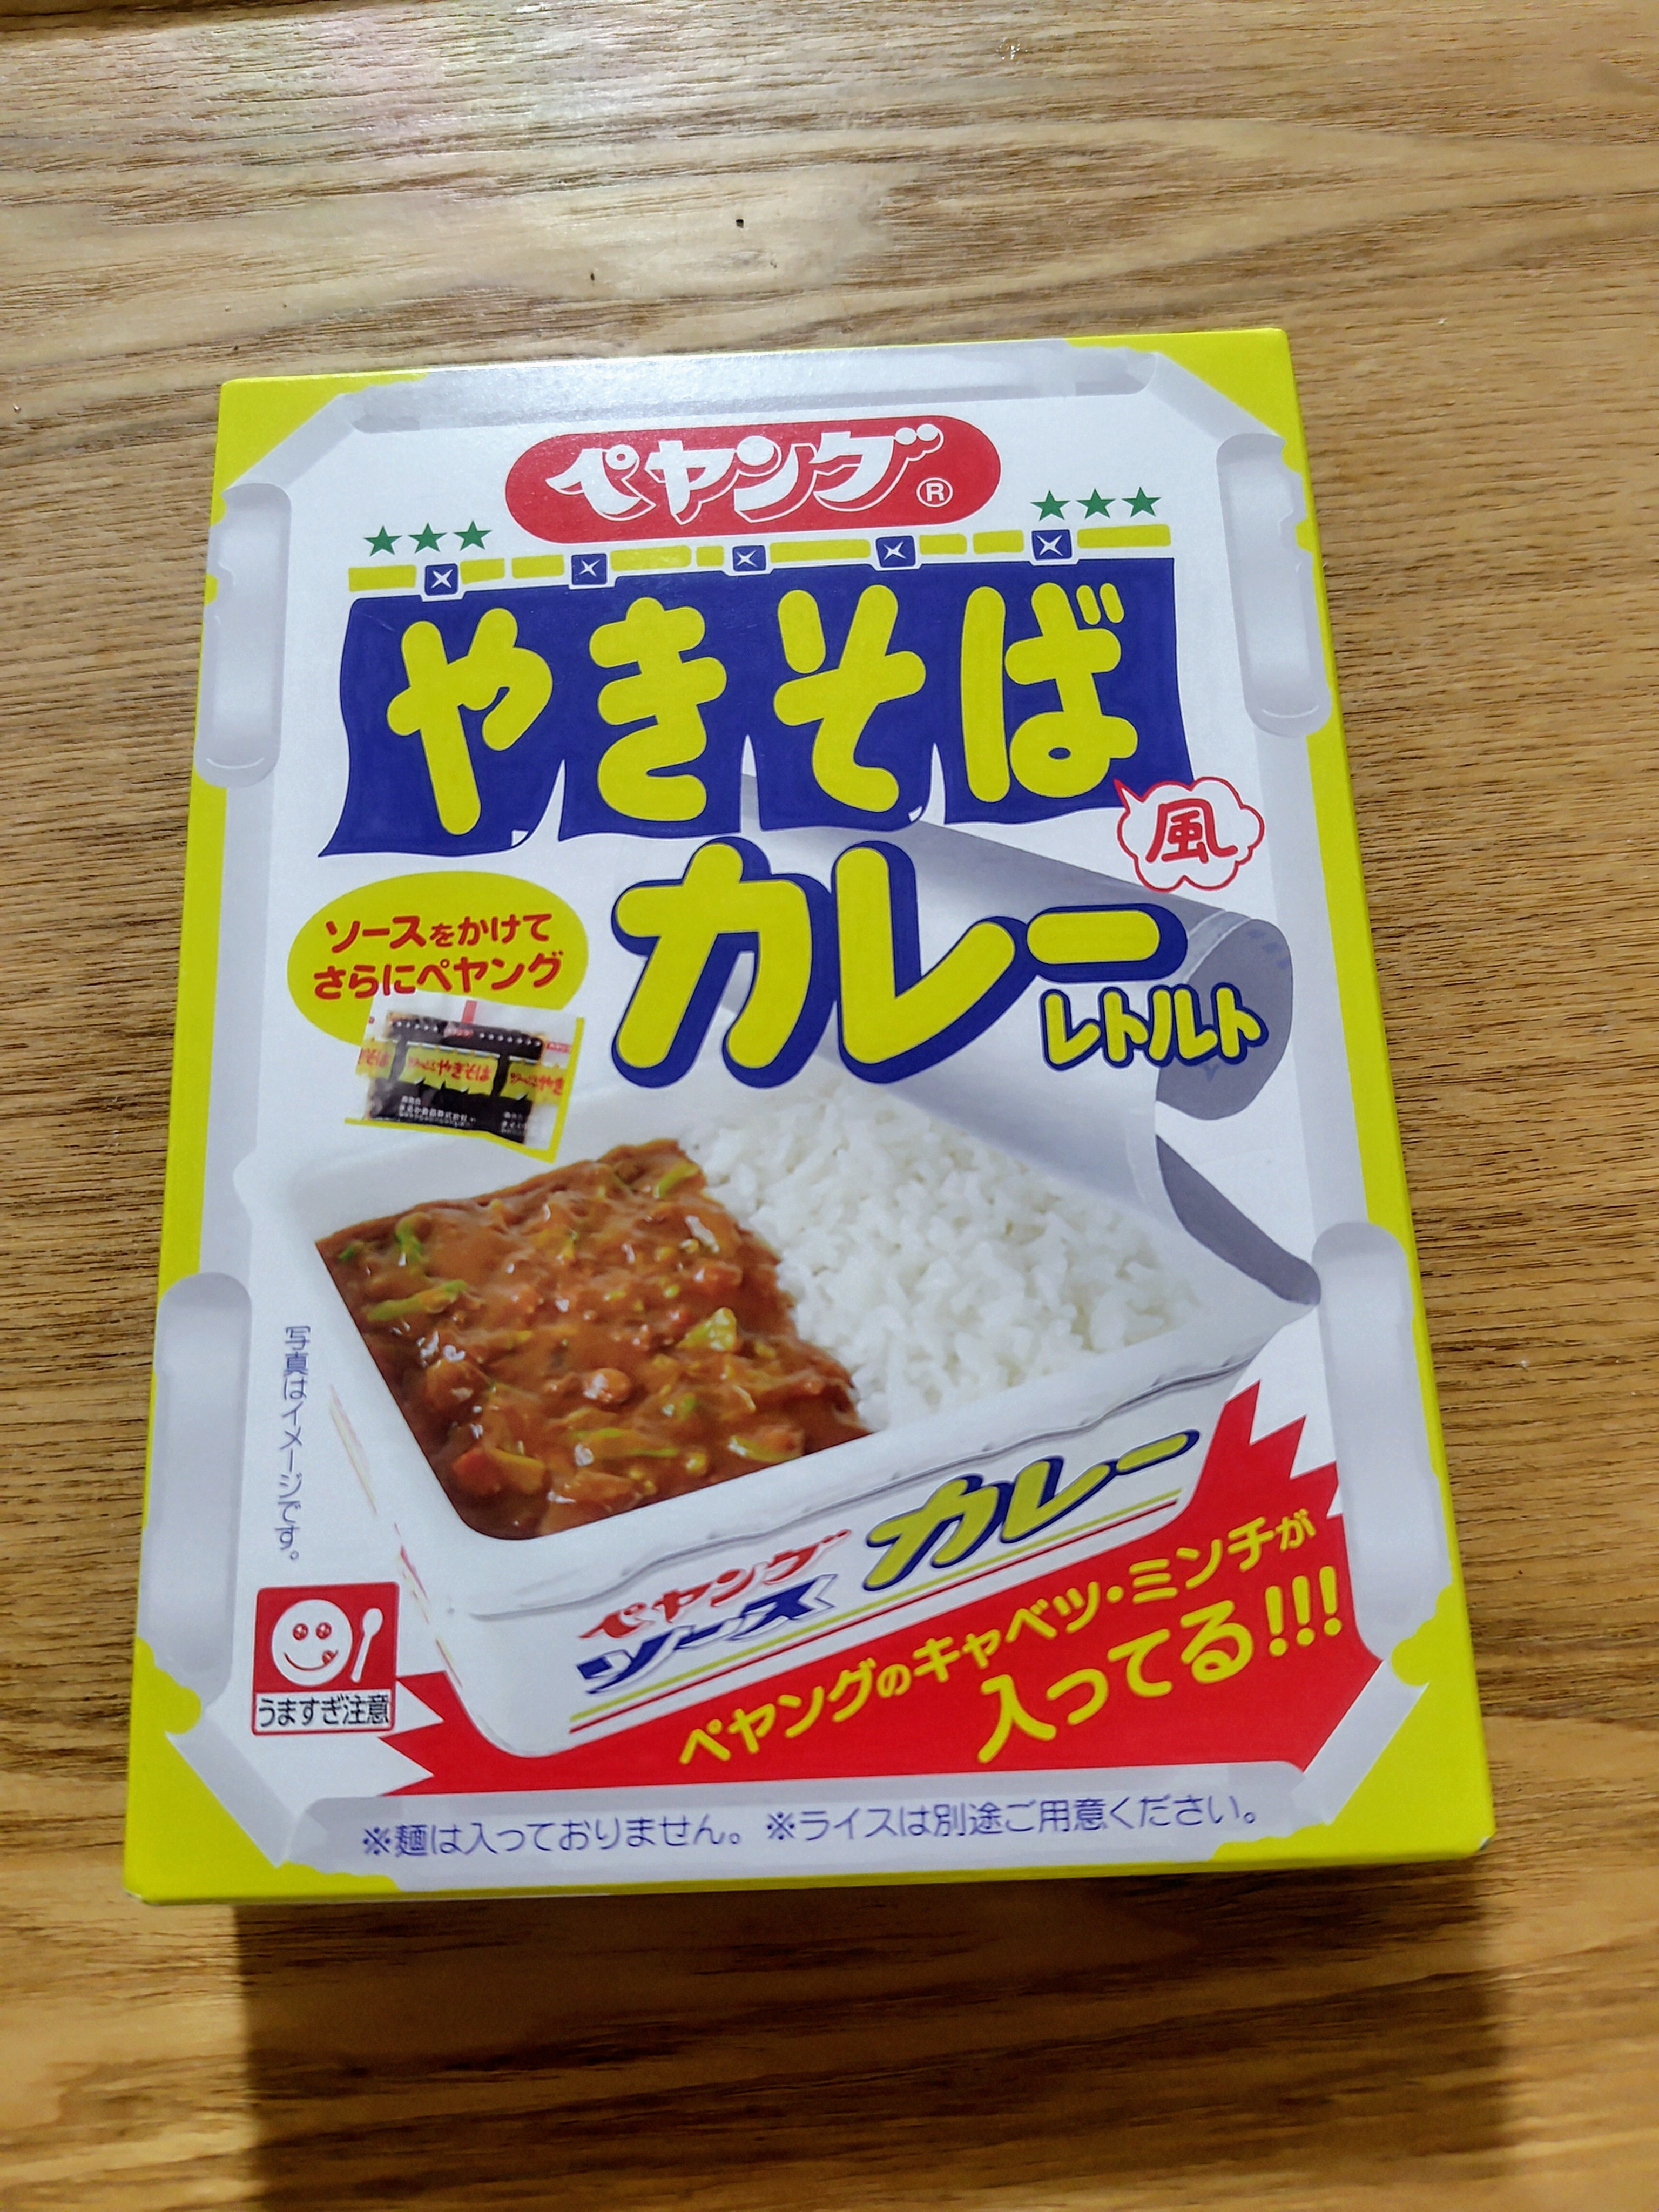 ペヤング®
やきそば
風
カレー
レトルト
ソースをかけて
さらにペヤング
やきそば
写真はイメージです。
ペヤング
ソース
カレー
ペヤングのキャベツ・ミンチが
入ってる!!!
うますぎ注意
※麺は入っておりません。※ライスは別途ご用意ください。